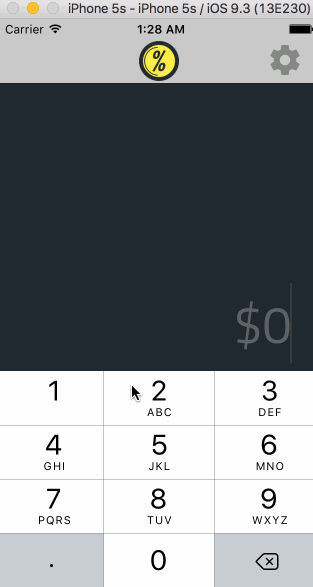 iPhone 5s - iPhone 5s / iOS 9.3 (13E230)
Carrier 1:28 AM
%
$0
1 2 3
ABC DEF
4 5 6
GHI JKL MNO
7 8 9
PQRS TUV WXYZ
. 0